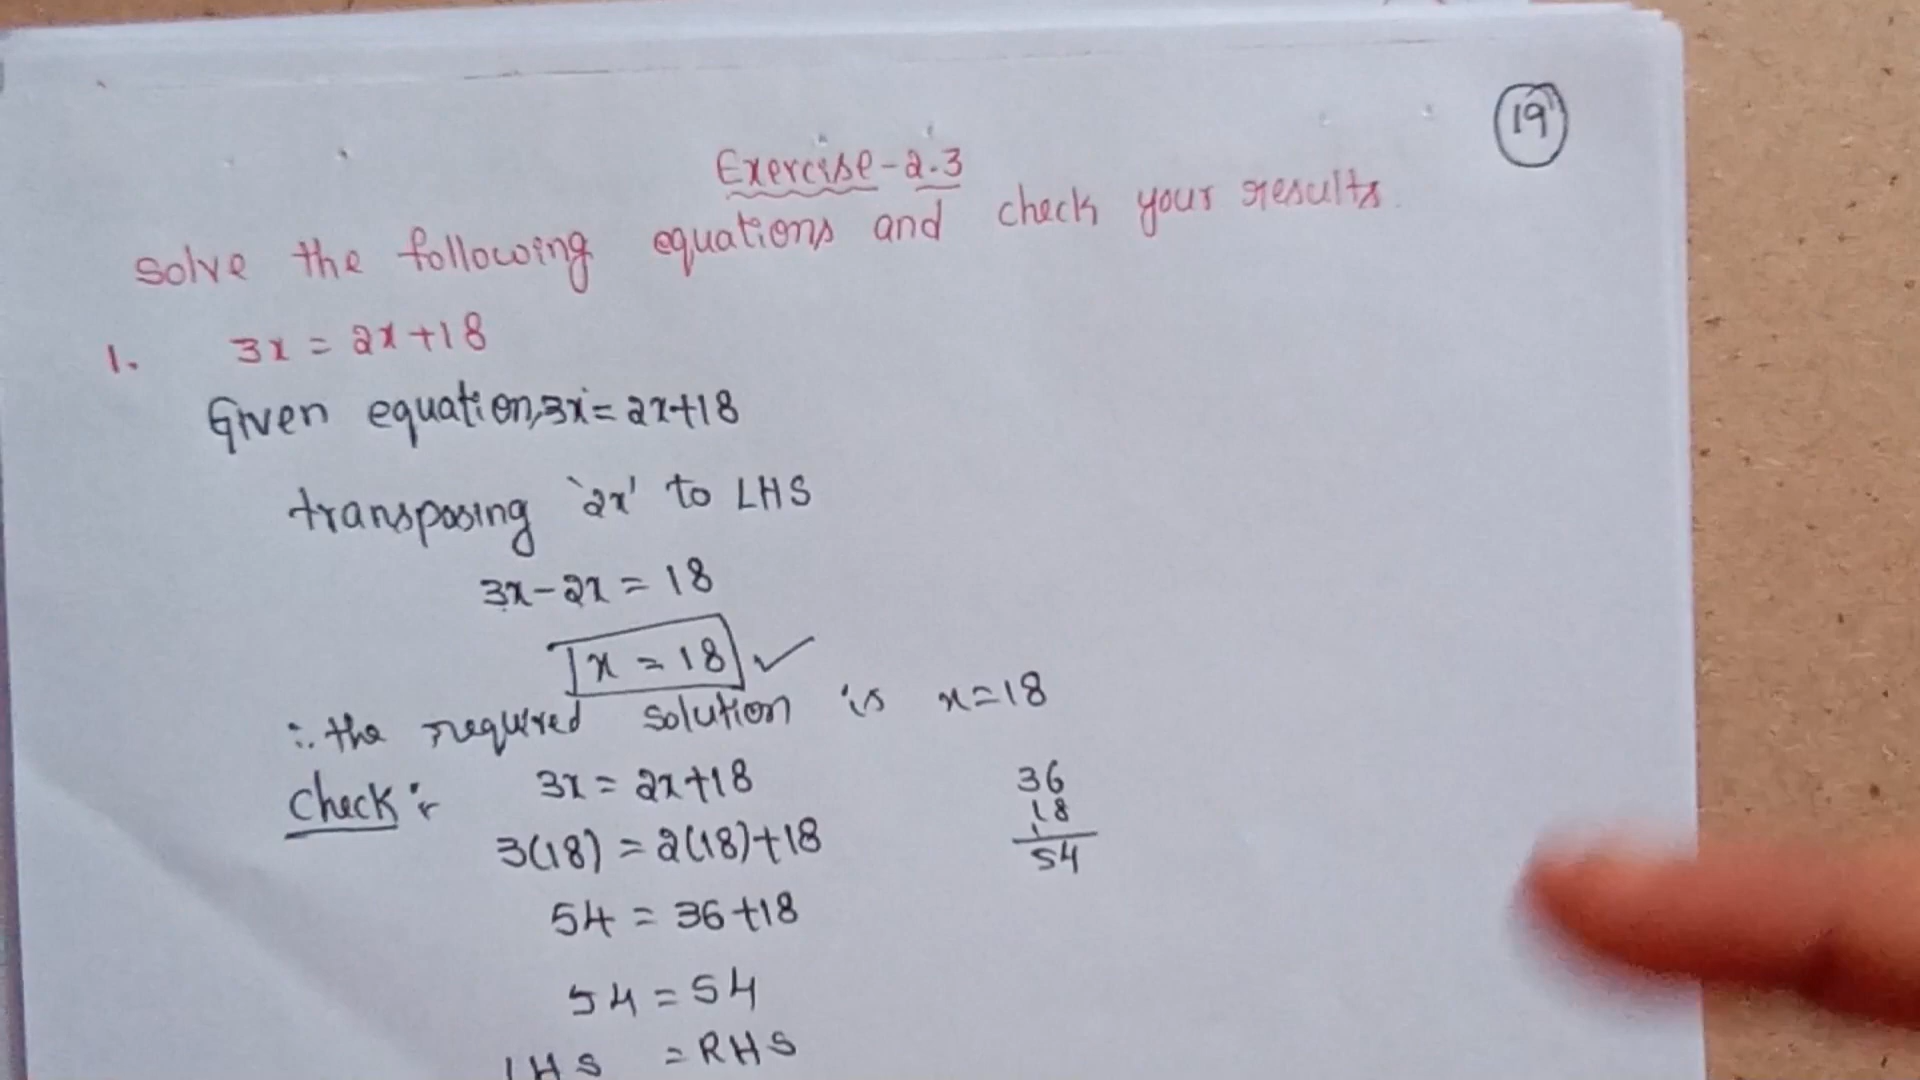 19
Exercise-2.3
Solve the following equations and check your results.
1. 3x = 2x+18
Given equation, 3x = 2x+18
transposing '2x' to LHS
3x-2x = 18
x = 18 ✓
∴ the required solution is x=18
Check:- 3x = 2x+18
3(18) = 2(18)+18
54 = 36+18
54 = 54
LHS = RHS
36
18
54